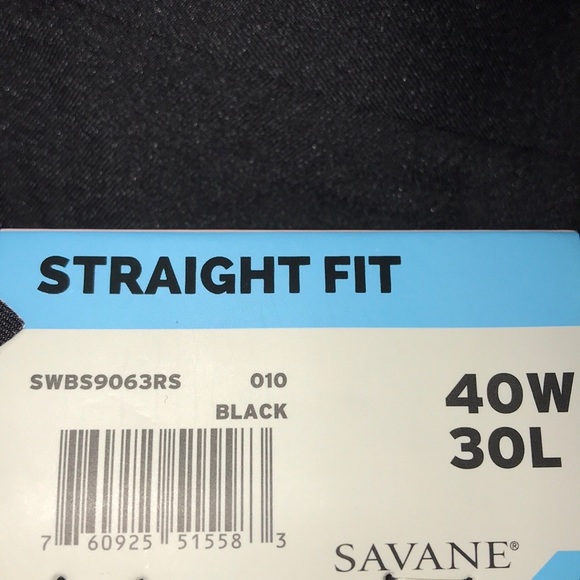 STRAIGHT FIT
SWBS9063RS 010
BLACK
40W
30L
7 60925 51558 3
SAVANE®